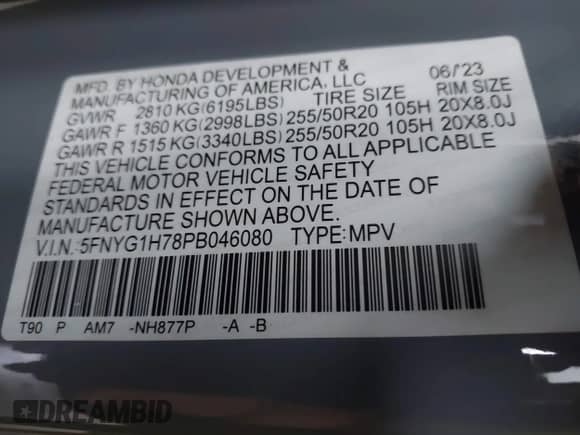 MFD. BY HONDA DEVELOPMENT &
MANUFACTURING OF AMERICA, LLC 06/'23
GVWR 2810 KG(6195LBS) TIRE SIZE RIM SIZE
GAWR F 1360 KG(2998LBS) 255/50R20 105H 20X8.0J
GAWR R 1515 KG(3340LBS) 255/50R20 105H 20X8.0J
THIS VEHICLE CONFORMS TO ALL APPLICABLE
FEDERAL MOTOR VEHICLE SAFETY
STANDARDS IN EFFECT ON THE DATE OF
MANUFACTURE SHOWN ABOVE.
V.I.N.:5FNYG1H78PB046080 TYPE:MPV
T90 P AM7 -NH877P -A -B
DREAMBID